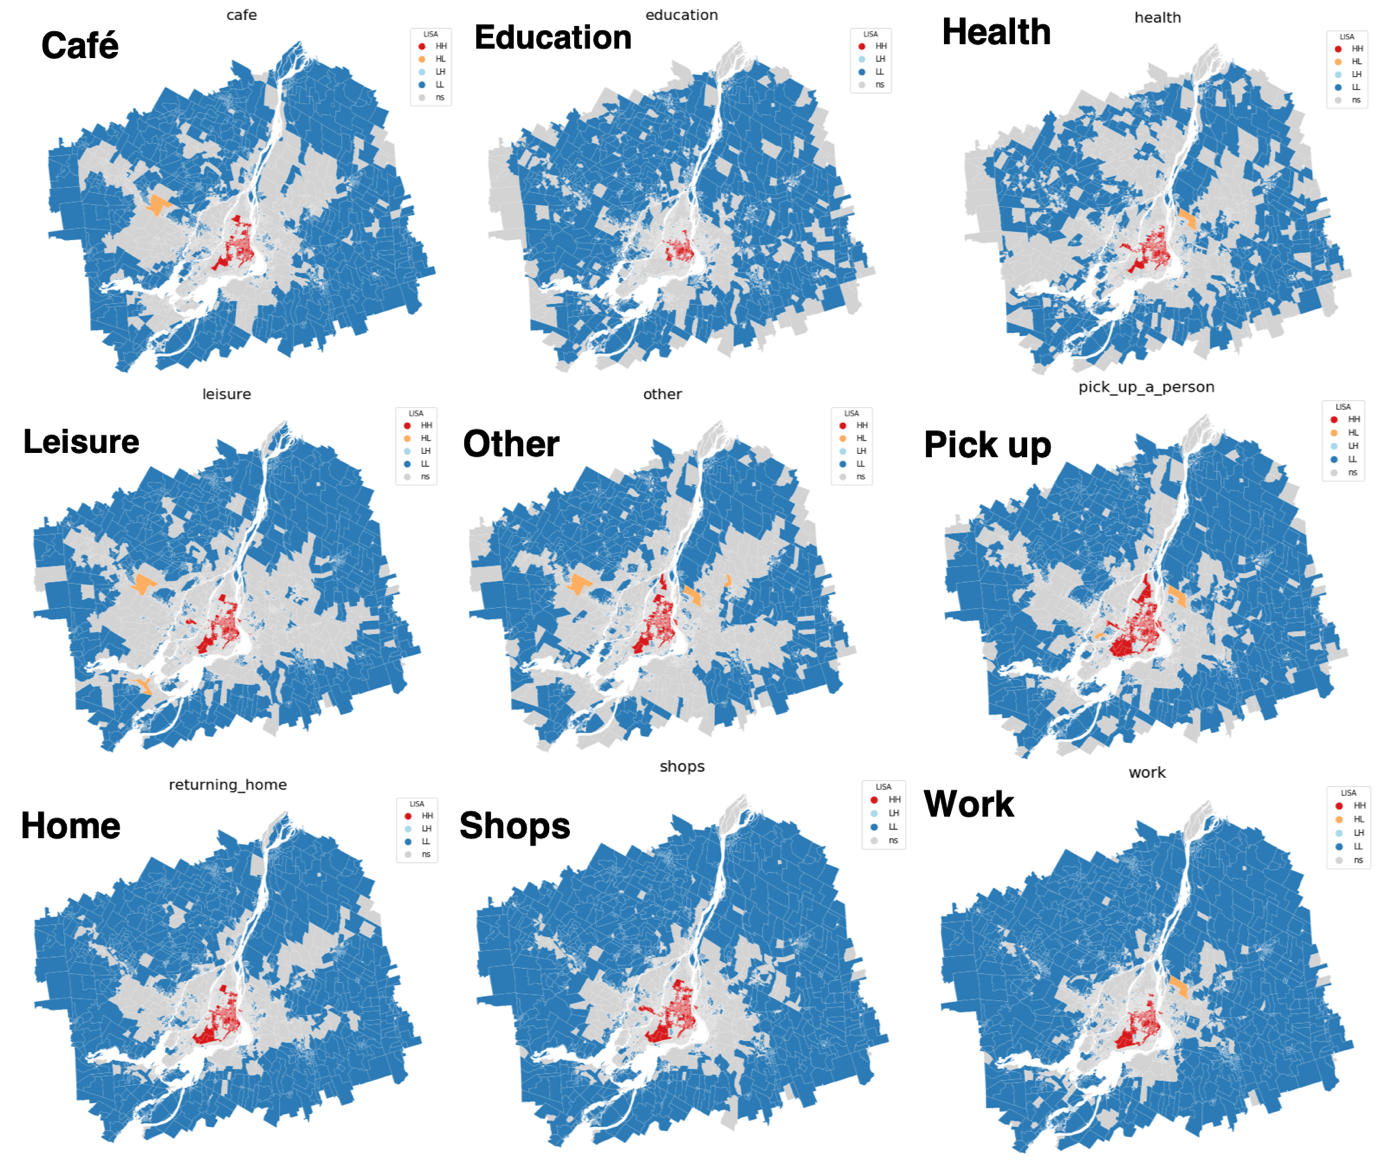 cafe
Café
LISA
HH
HL
LH
LL
ns
education
Education
LISA
HH
LH
LL
ns
health
Health
LISA
HH
HL
LH
LL
ns
leisure
Leisure
LISA
HH
HL
LH
LL
ns
other
Other
LISA
HH
HL
LH
LL
ns
pick_up_a_person
Pick up
LISA
HH
HL
LH
LL
ns
returning_home
Home
LISA
HH
LH
LL
ns
shops
Shops
LISA
HH
LH
LL
ns
work
Work
LISA
HH
HL
LH
LL
ns